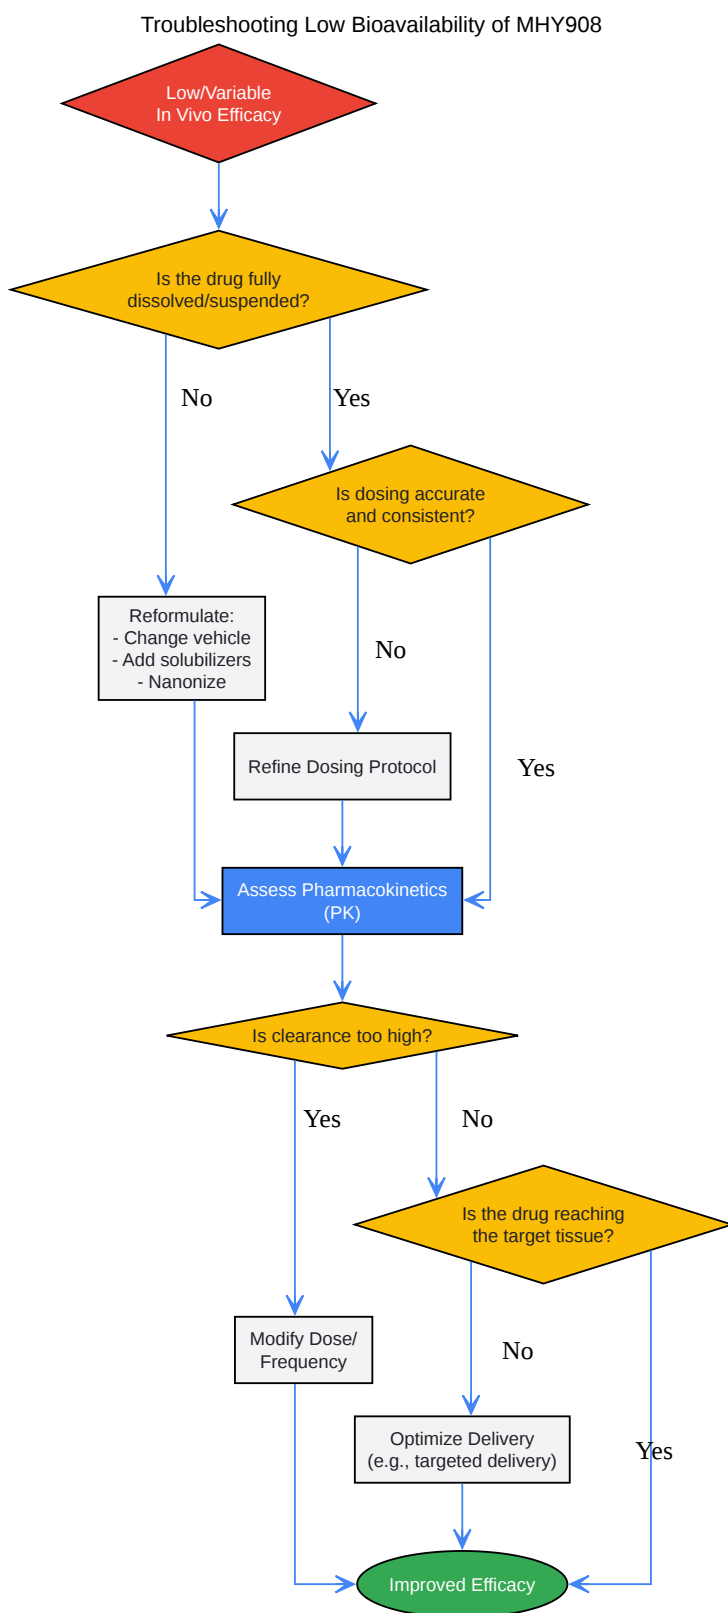 Troubleshooting Low Bioavailability of MHY908
Low/Variable
In Vivo Efficacy
Is the drug fully
dissolved/suspended?
No
Yes
Is dosing accurate
and consistent?
Reformulate:
- Change vehicle
- Add solubilizers
- Nanonize
No
Refine Dosing Protocol
Yes
Assess Pharmacokinetics
(PK)
Is clearance too high?
Yes
No
Is the drug reaching
the target tissue?
Modify Dose/
Frequency
No
Optimize Delivery
(e.g., targeted delivery)
Yes
Improved Efficacy